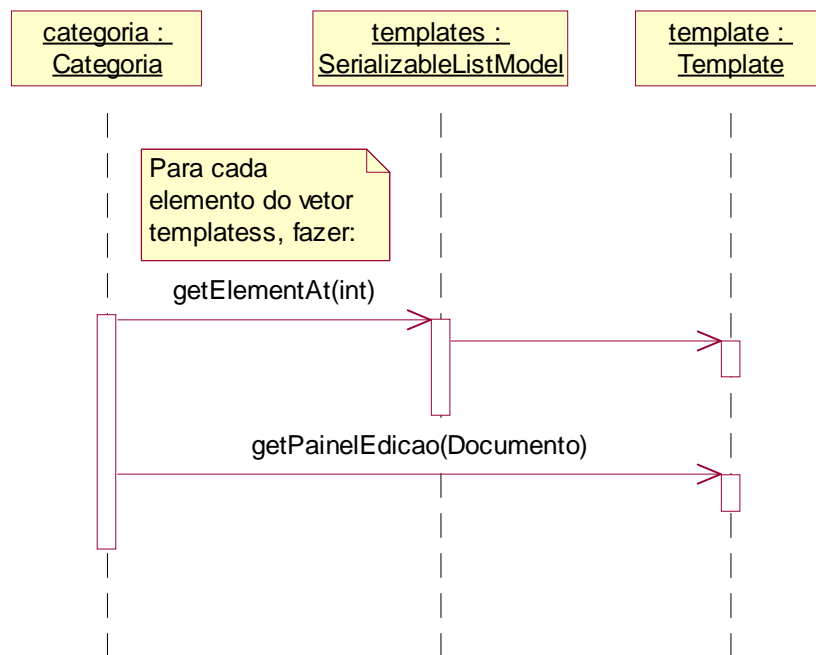 categoria :
Categoria
templates :
SerializableListModel
template :
Template
Para cada
elemento do vetor
templatess, fazer:
getElementAt(int)
getPainelEdicao(Documento)